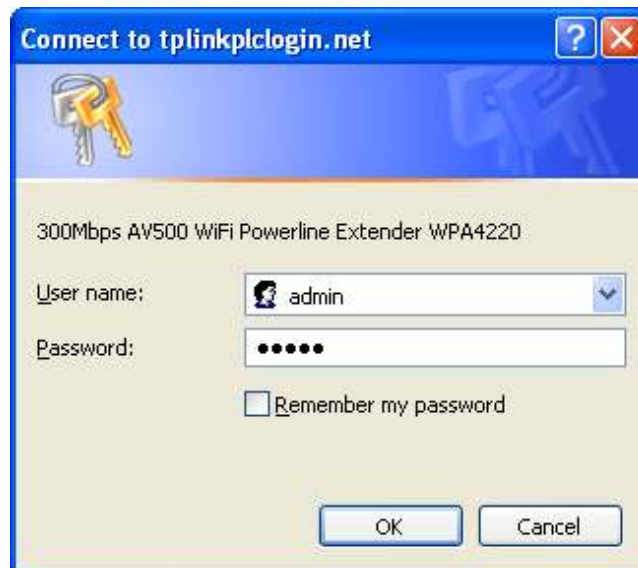 Connect to tplinkplclogin.net
300Mbps AV500 WiFi Powerline Extender WPA4220
User name:
admin
Password:
•••••
Remember my password
OK
Cancel